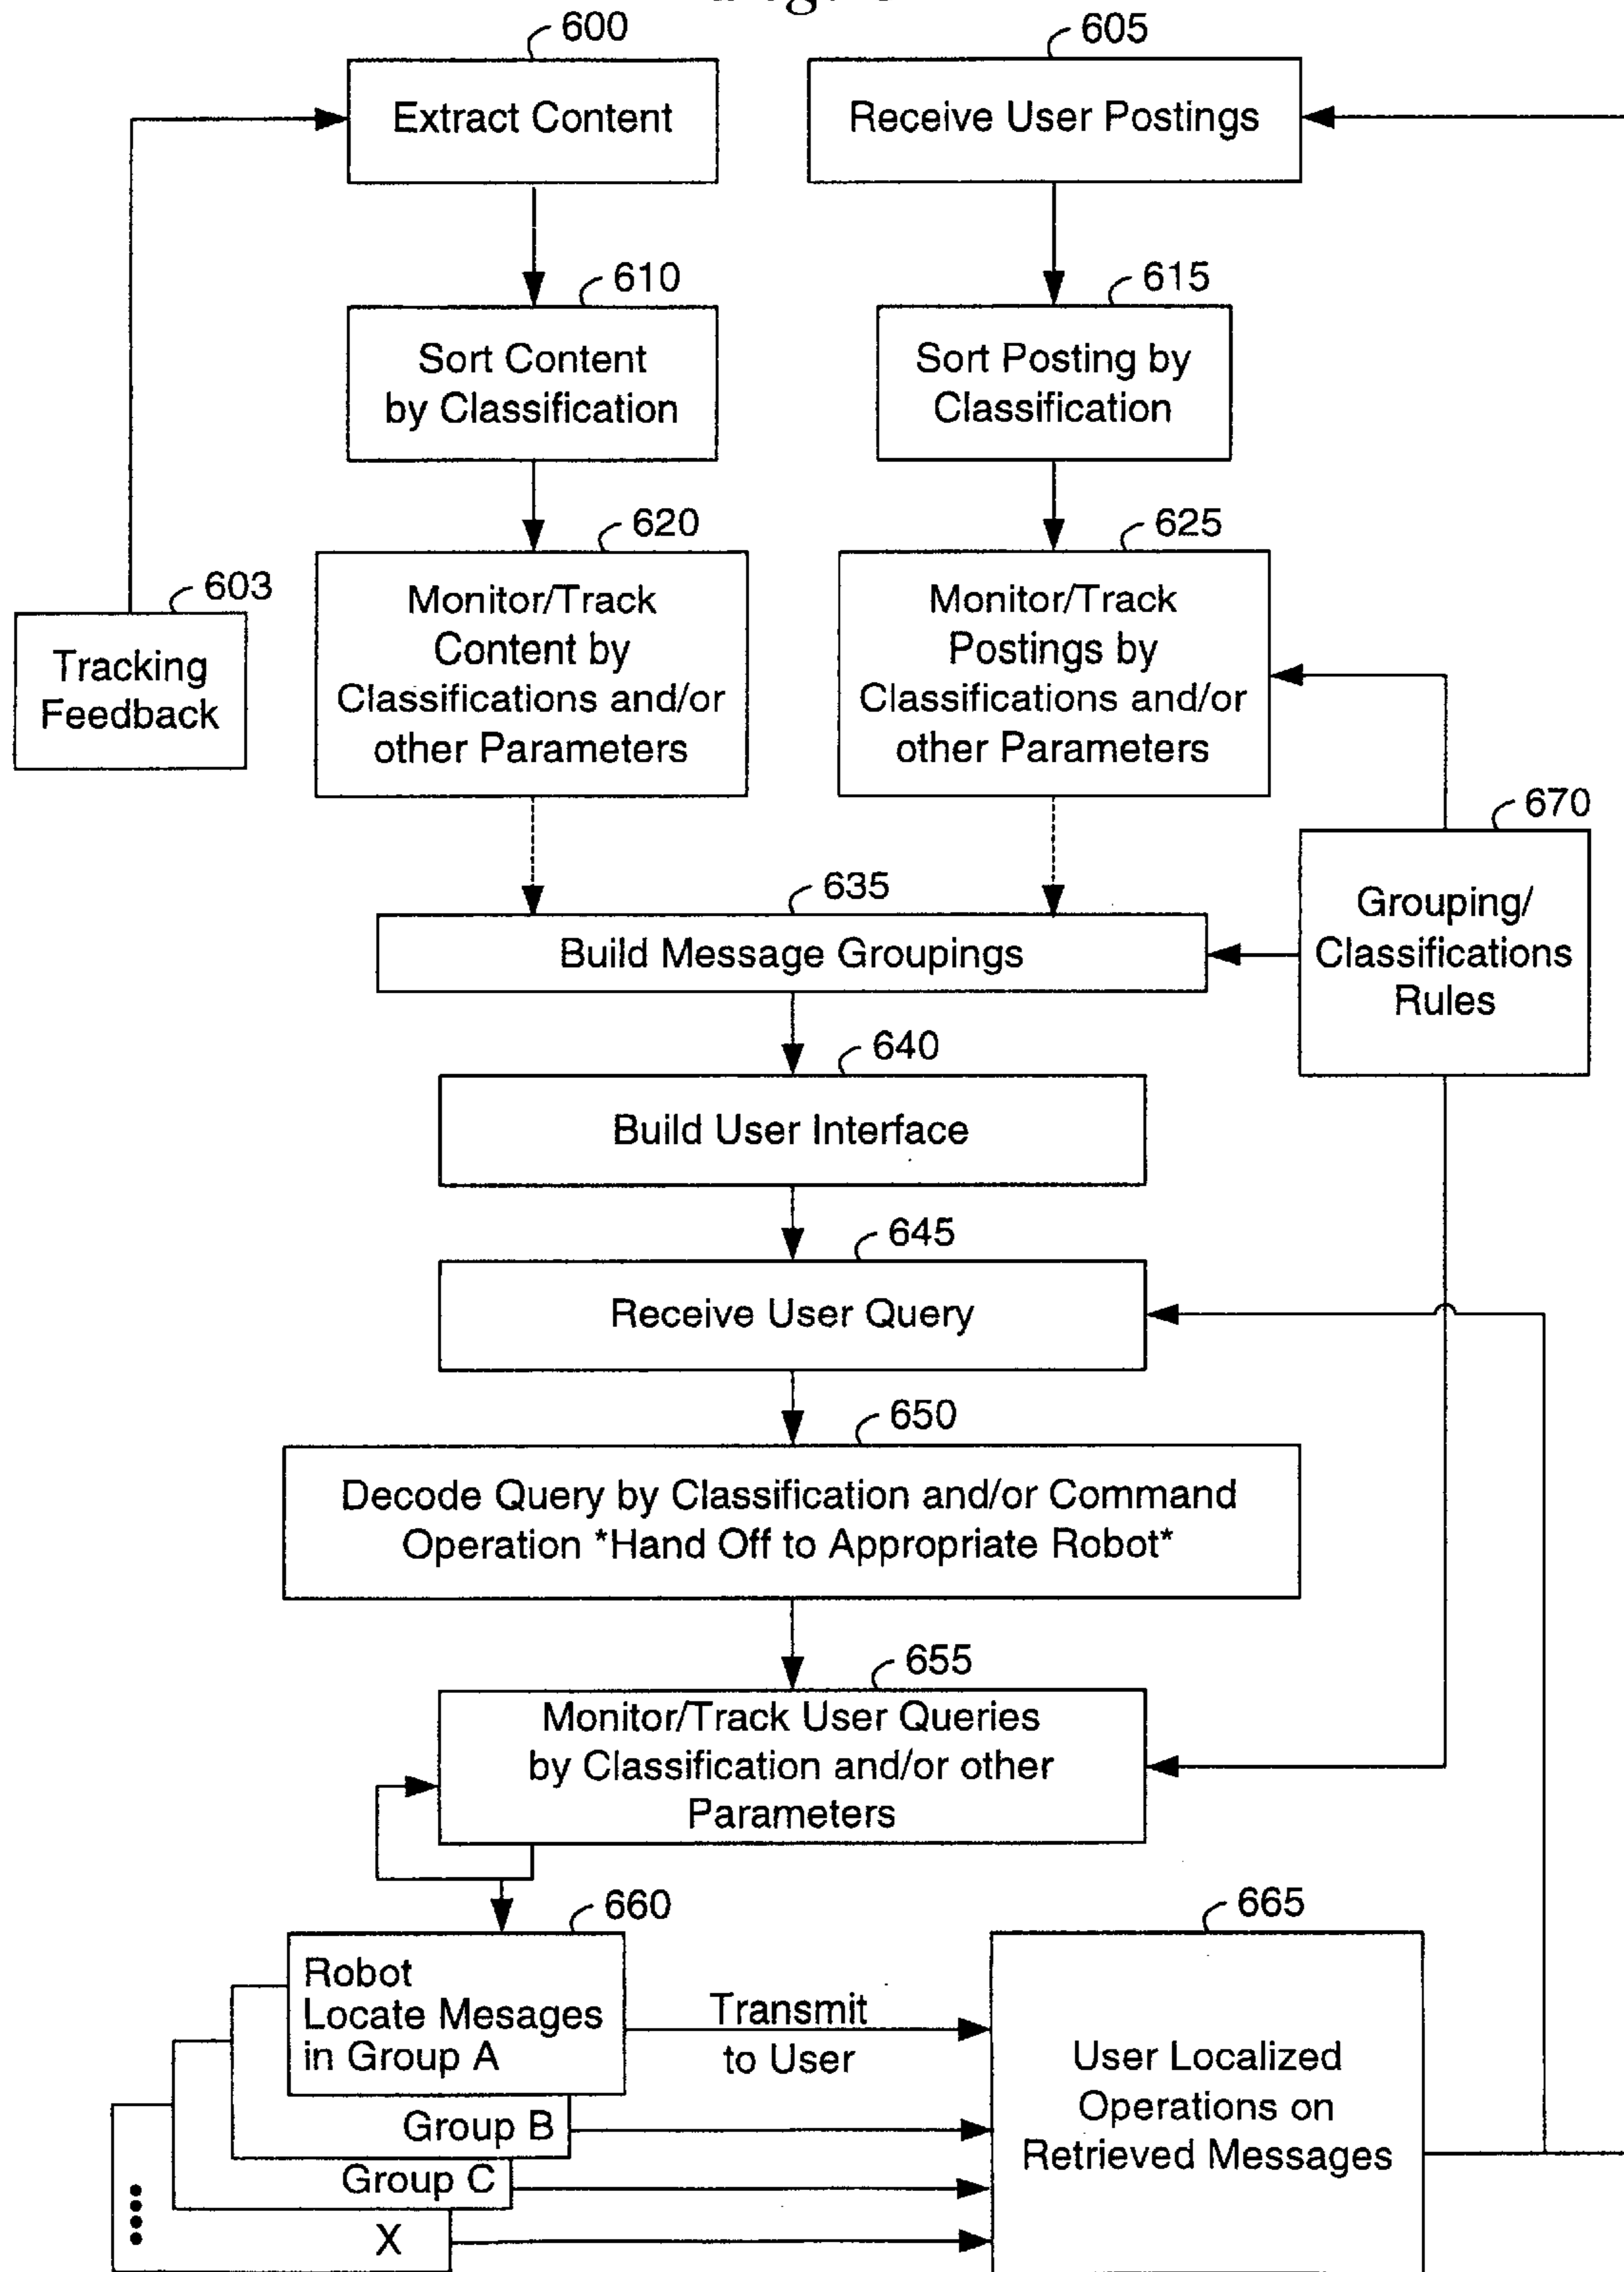 600
Extract Content
605
Receive User Postings
610
Sort Content
by Classification
615
Sort Posting by
Classification
620
Monitor/Track
Content by
Classifications and/or
other Parameters
625
Monitor/Track
Postings by
Classifications and/or
other Parameters
603
Tracking
Feedback
670
Grouping/
Classifications
Rules
635
Build Message Groupings
640
Build User Interface
645
Receive User Query
650
Decode Query by Classification and/or Command
Operation *Hand Off to Appropriate Robot*
655
Monitor/Track User Queries
by Classification and/or other
Parameters
660
Robot
Locate Mesages
in Group A
Group B
Group C
X
Transmit
to User
665
User Localized
Operations on
Retrieved Messages